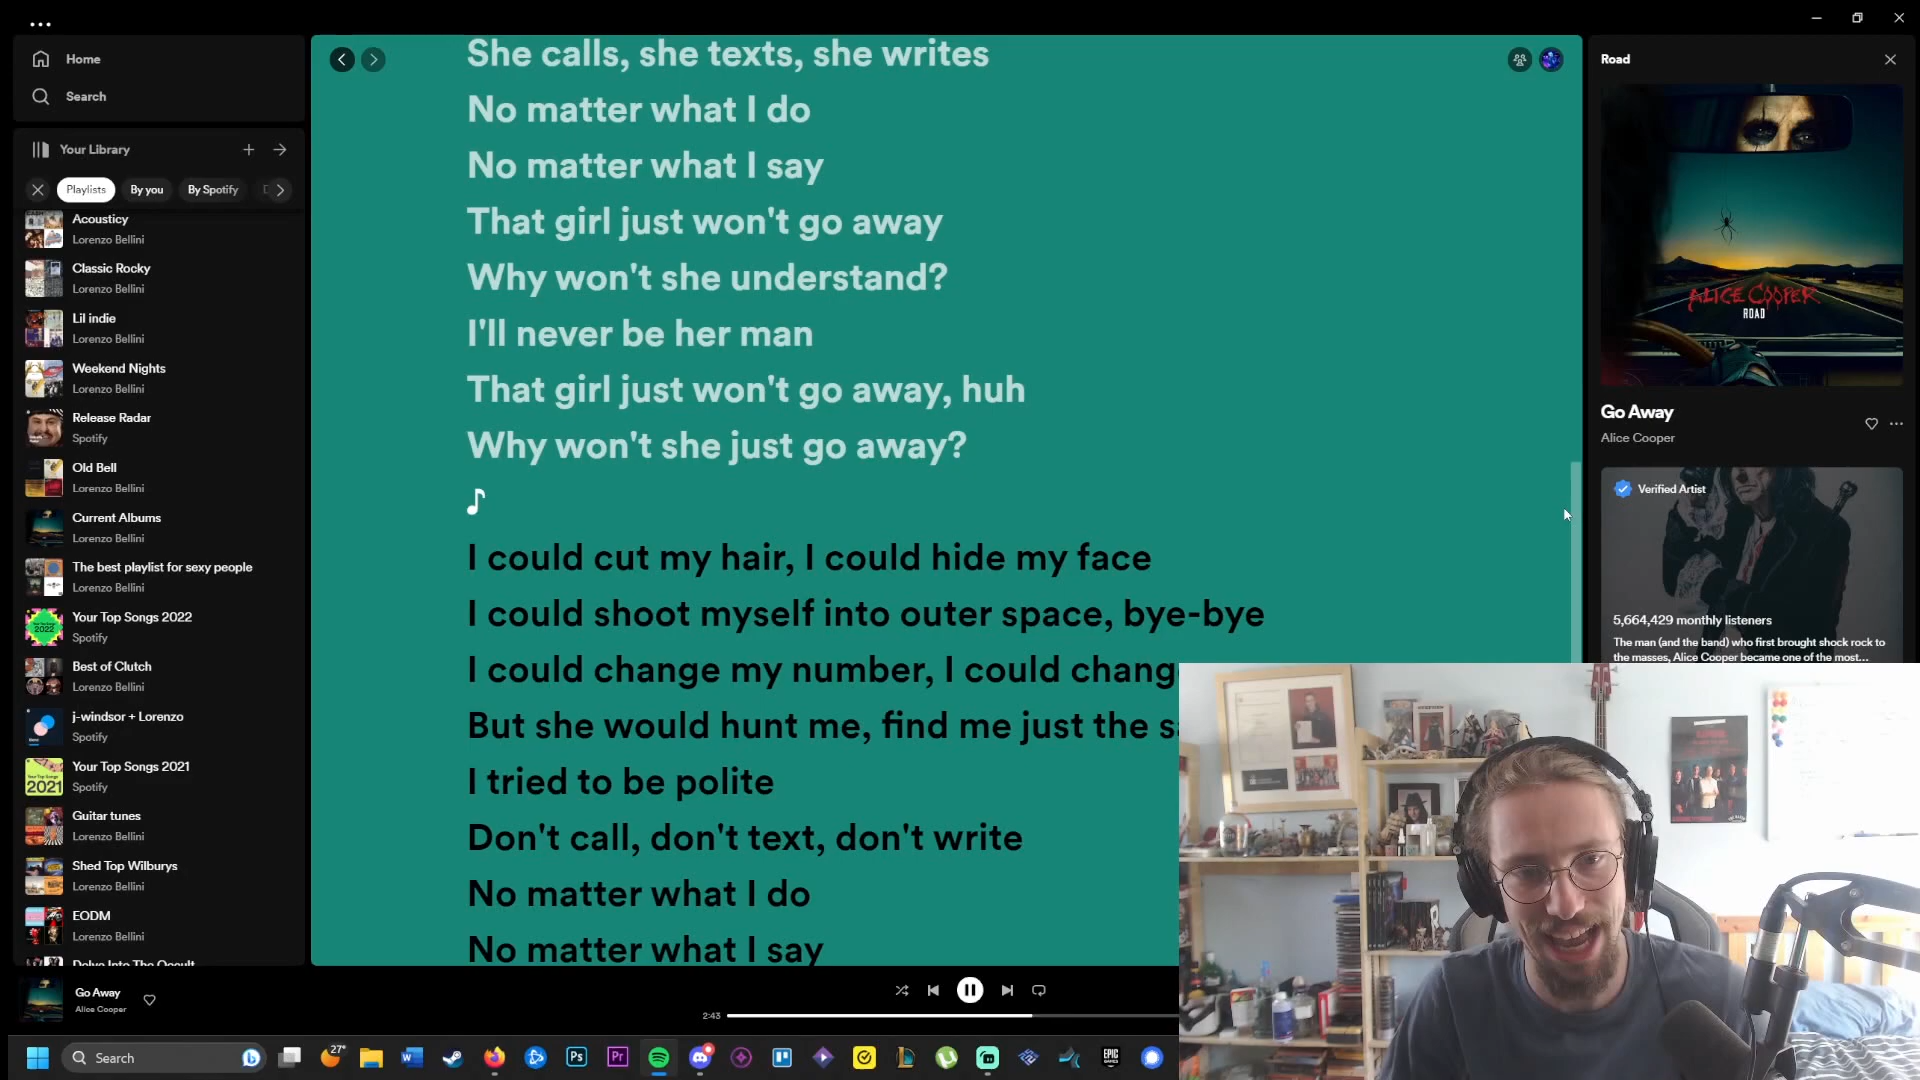 Home
Search
Your Library
Playlists
By you
By Spotify
Acousticy
Lorenzo Bellini
Classic Rocky
Lorenzo Bellini
Lil indie
Lorenzo Bellini
Weekend Nights
Lorenzo Bellini
Release Radar
Spotify
Old Bell
Lorenzo Bellini
Current Albums
Lorenzo Bellini
The best playlist for sexy people
Lorenzo Bellini
Your Top Songs 2022
Spotify
Best of Clutch
Lorenzo Bellini
j-windsor + Lorenzo
Spotify
Your Top Songs 2021
Spotify
Guitar tunes
Lorenzo Bellini
Shed Top Wilburys
Lorenzo Bellini
EODM
Lorenzo Bellini
Delve Into The Occult
Go Away
Alice Cooper
She calls, she texts, she writes
No matter what I do
No matter what I say
That girl just won't go away
Why won't she understand?
I'll never be her man
That girl just won't go away, huh
Why won't she just go away?
I could cut my hair, I could hide my face
I could shoot myself into outer space, bye-bye
I could change my number, I could chang
But she would hunt me, find me just the s
I tried to be polite
Don't call, don't text, don't write
No matter what I do
No matter what I say
2:43
Road
ALICE COOPER
ROAD
Go Away
Alice Cooper
Verified Artist
5,664,429 monthly listeners
The man (and the band) who first brought shock rock to
the masses, Alice Cooper became one of the most...
Search
27°
Ps
Pr
EPIC